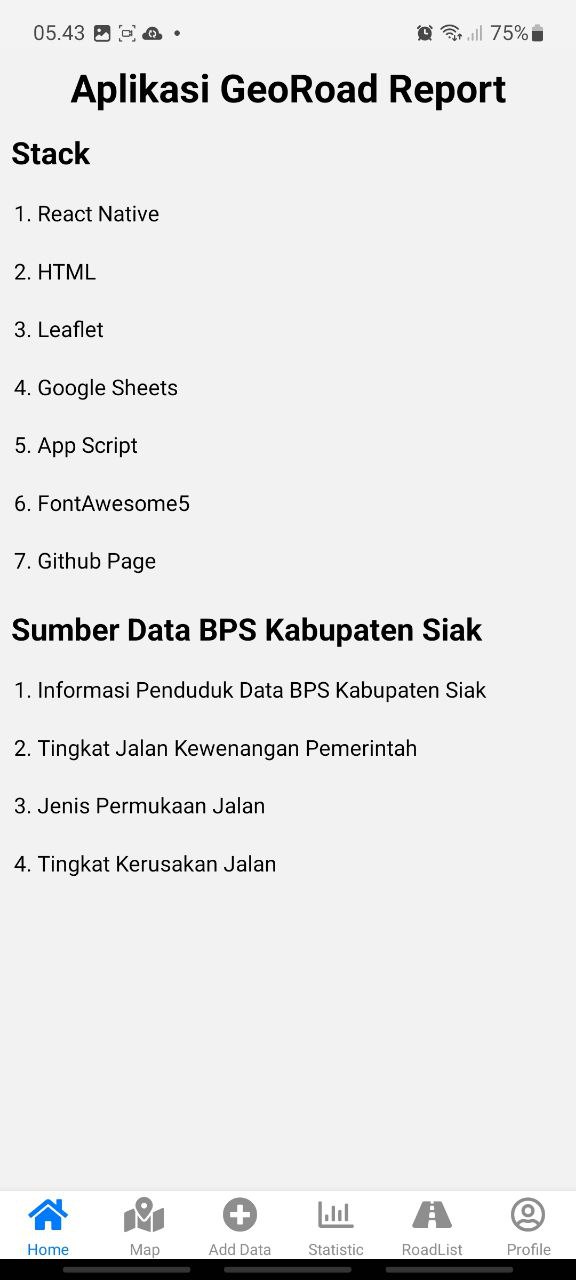 05.43 75%
Aplikasi GeoRoad Report
Stack
1. React Native
2. HTML
3. Leaflet
4. Google Sheets
5. App Script
6. FontAwesome5
7. Github Page
Sumber Data BPS Kabupaten Siak
1. Informasi Penduduk Data BPS Kabupaten Siak
2. Tingkat Jalan Kewenangan Pemerintah
3. Jenis Permukaan Jalan
4. Tingkat Kerusakan Jalan
Home Map Add Data Statistic RoadList Profile